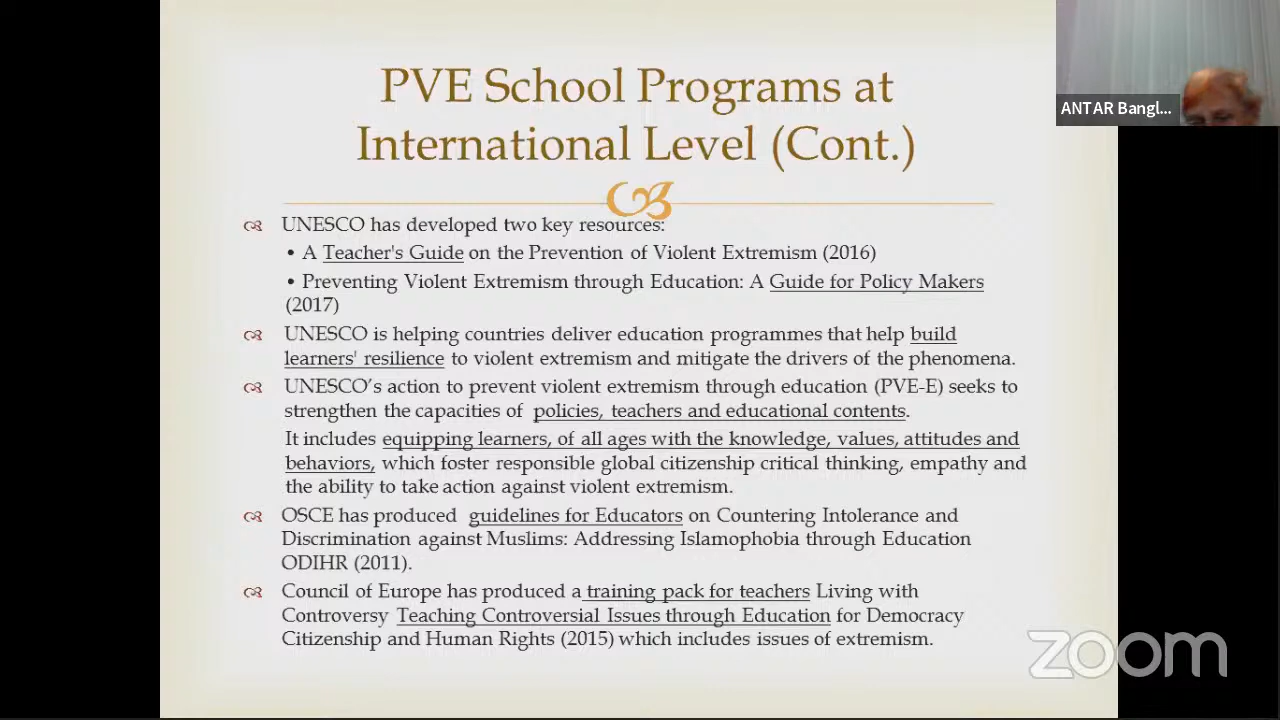 PVE School Programs at
International Level (Cont.)
ANTAR Bangl...
UNESCO has developed two key resources:
• A Teacher's Guide on the Prevention of Violent Extremism (2016)
• Preventing Violent Extremism through Education: A Guide for Policy Makers
(2017)
UNESCO is helping countries deliver education programmes that help build
learners' resilience to violent extremism and mitigate the drivers of the phenomena.
UNESCO's action to prevent violent extremism through education (PVE-E) seeks to
strengthen the capacities of policies, teachers and educational contents.
It includes equipping learners, of all ages with the knowledge, values, attitudes and
behaviors, which foster responsible global citizenship critical thinking, empathy and
the ability to take action against violent extremism.
OSCE has produced guidelines for Educators on Countering Intolerance and
Discrimination against Muslims: Addressing Islamophobia through Education
ODIHR (2011).
Council of Europe has produced a training pack for teachers Living with
Controversy Teaching Controversial Issues through Education for Democracy
Citizenship and Human Rights (2015) which includes issues of extremism.
zoom